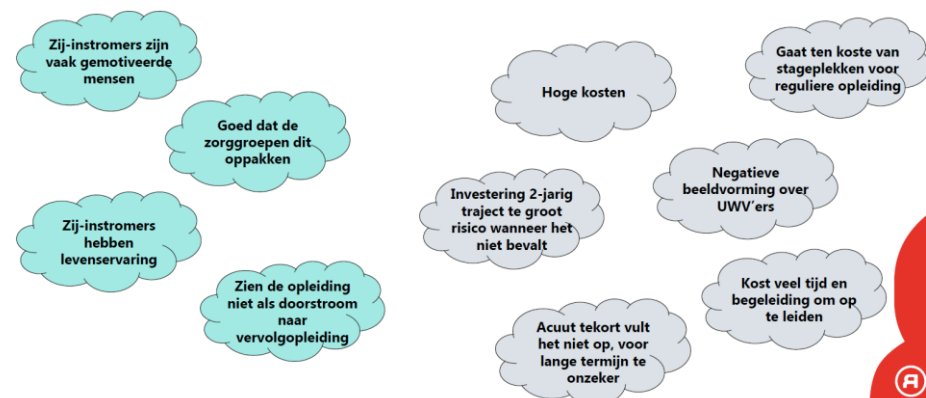 Zij-instromers zijn
vaak gemotiveerde
mensen
Goed dat de
zorggroepen dit
oppakken
Zij-instromers
hebben
levenservaring
Zien de opleiding
niet als doorstroom
naar
vervolgopleiding
Hoge kosten
Gaat ten koste van
stageplekken voor
reguliere opleiding
Investering 2-jarig
traject te groot
risico wanneer het
niet bevalt
Negatieve
beeldvorming over
UWV'ers
Acuut tekort vult
het niet op, voor
lange termijn te
onzeker
Kost veel tijd en
begeleiding om op
te leiden
A